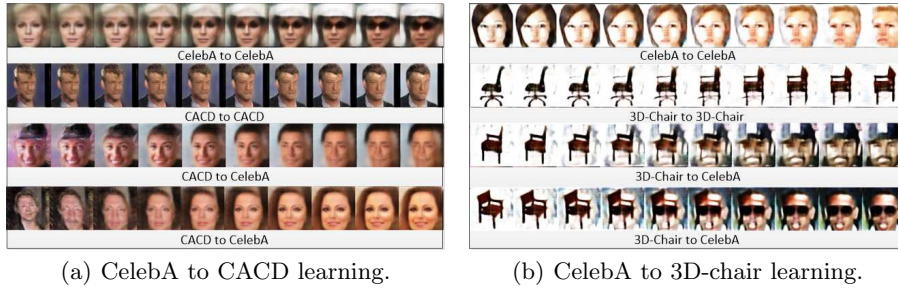 CelebA to CelebA
CACD to CACD
CACD to CelebA
CACD to CelebA
(a) CelebA to CACD learning.
CelebA to CelebA
3D-Chair to 3D-Chair
3D-Chair to CelebA
3D-Chair to CelebA
(b) CelebA to 3D-chair learning.